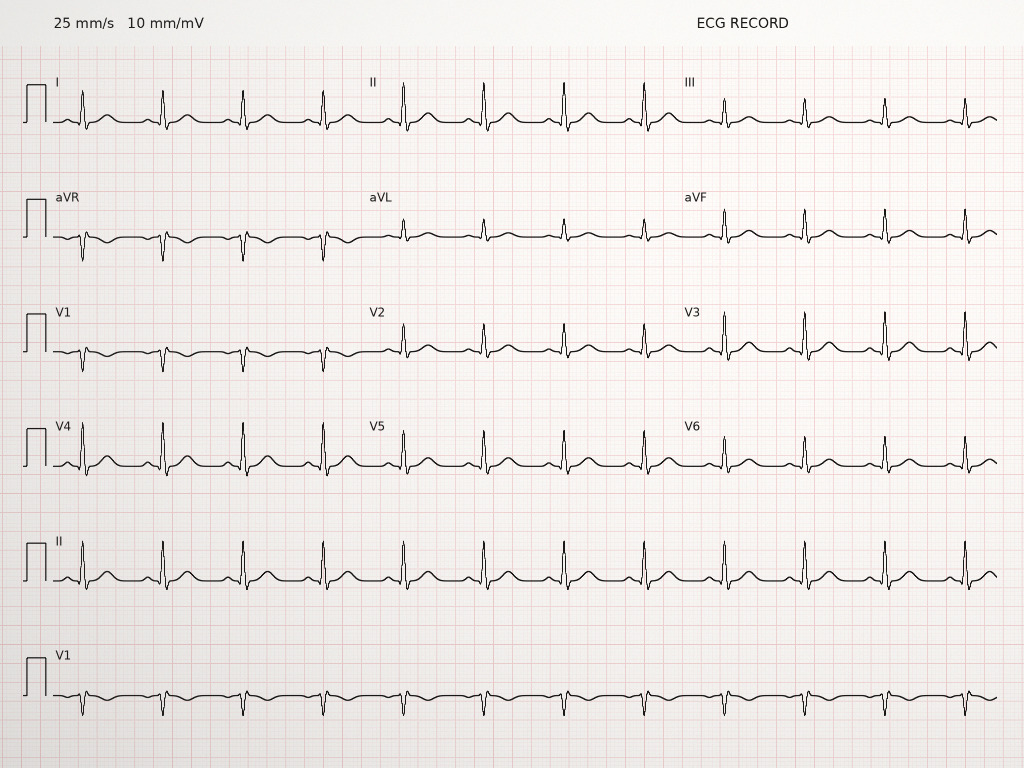 25 mm/s 10 mm/mV ECG RECORD
I II III
aVR aVL aVF
V1 V2 V3
V4 V5 V6
II
V1